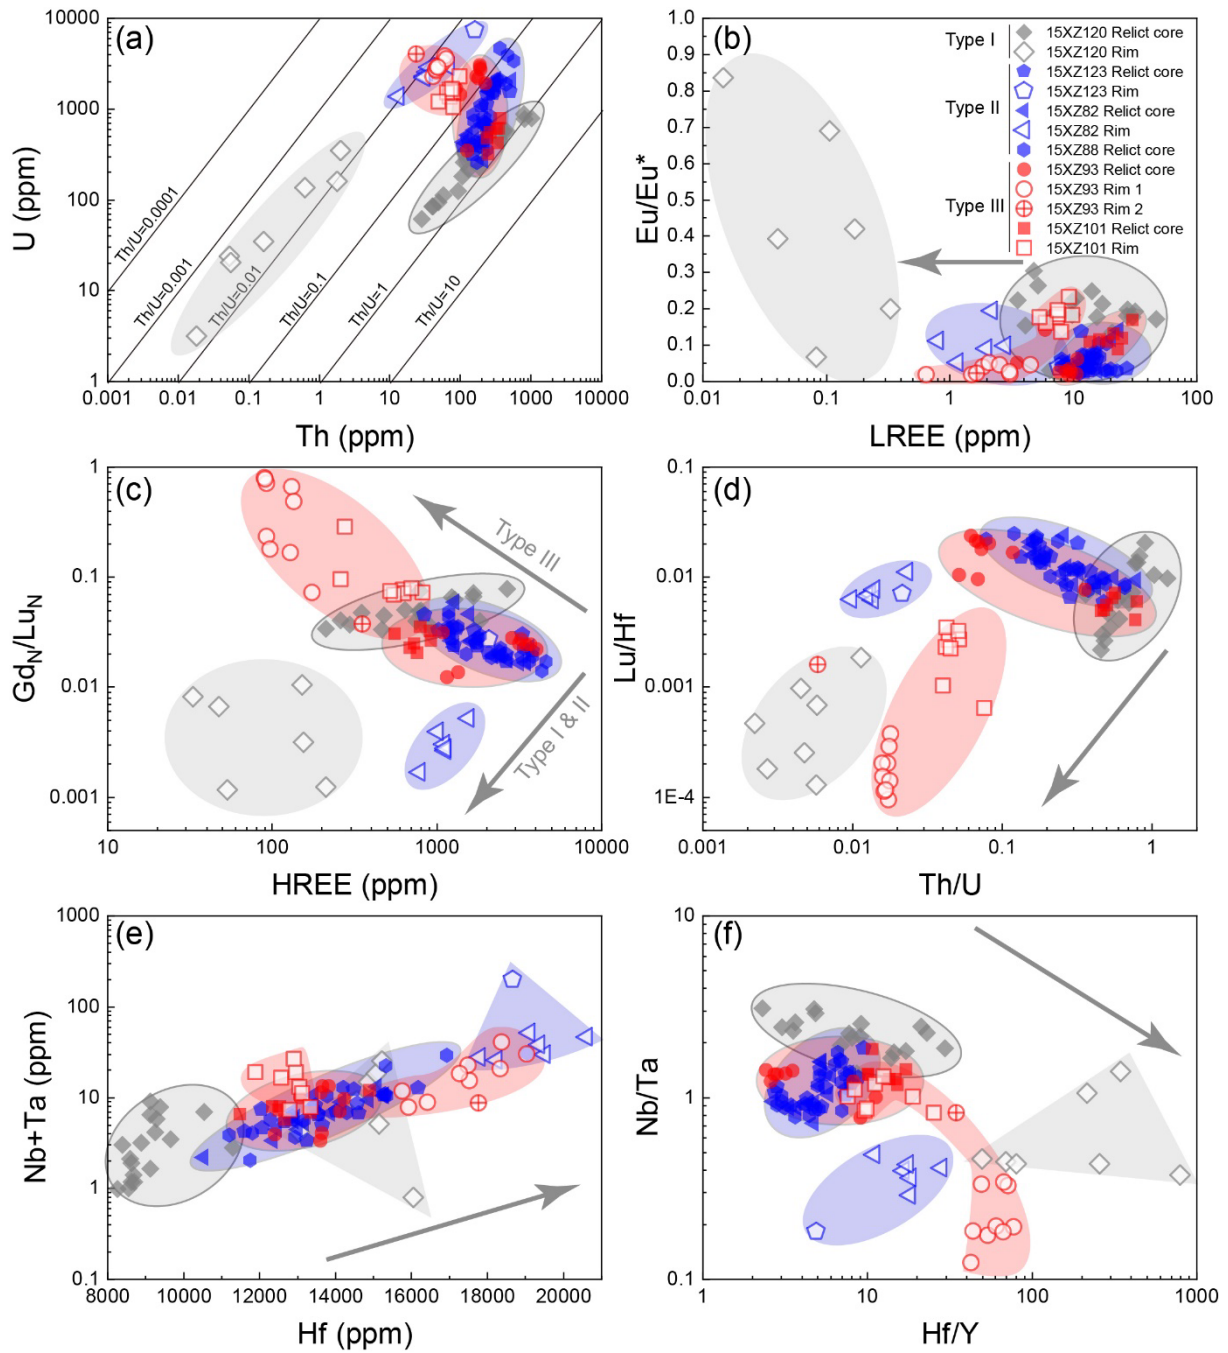 (a)
10000
1000
100
10
1
U (ppm)
Th/U=0.0001
Th/U=0.001
Th/U=0.01
Th/U=0.1
Th/U=1
Th/U=10
0.001
0.01
0.1
1
10
100
1000
10000
Th (ppm)
(b)
1.0
0.9
0.8
0.7
0.6
0.5
0.4
0.3
0.2
0.1
0.0
Eu/Eu*
Type I
15XZ120 Relict core
15XZ120 Rim
Type II
15XZ123 Relict core
15XZ123 Rim
15XZ82 Relict core
15XZ82 Rim
15XZ88 Relict core
Type III
15XZ93 Relict core
15XZ93 Rim 1
15XZ93 Rim 2
15XZ101 Relict core
15XZ101 Rim
0.01
0.1
1
10
100
LREE (ppm)
(c)
1
0.1
0.01
0.001
GdN/LuN
Type III
Type I & II
10
100
1000
10000
HREE (ppm)
(d)
0.1
0.010
0.001
1E-4
Lu/Hf
0.001
0.01
0.1
1
Th/U
(e)
1000
100
10
1
0.1
Nb+Ta (ppm)
8000
10000
12000
14000
16000
18000
20000
Hf (ppm)
(f)
10
1
0.1
Nb/Ta
1
10
100
1000
Hf/Y